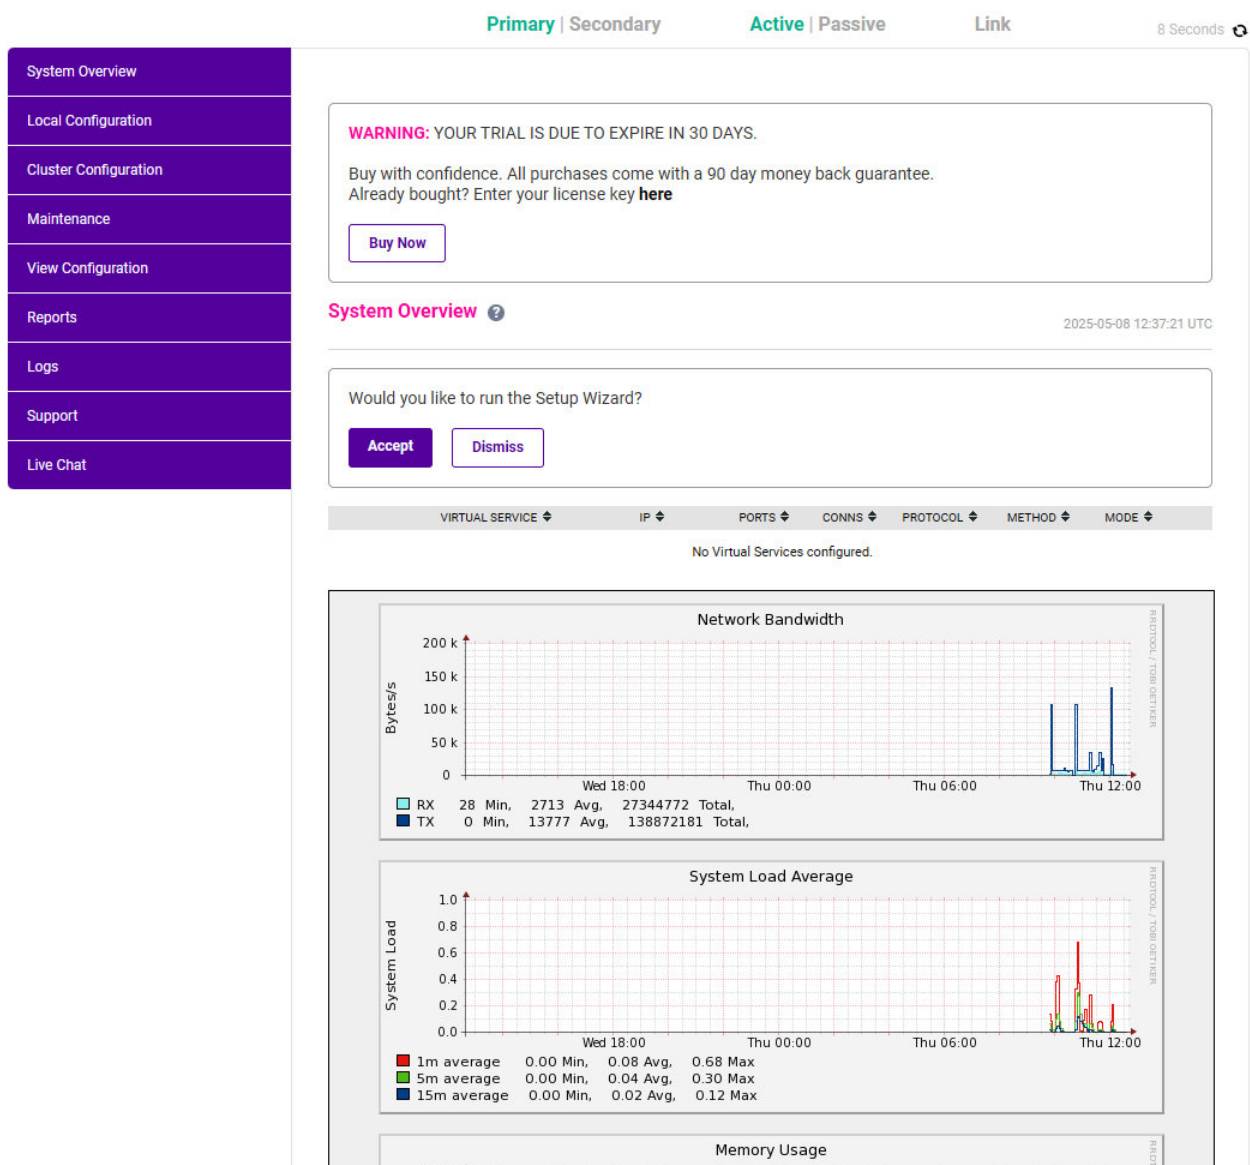 Primary | Secondary Active | Passive Link 8 Seconds
System Overview
Local Configuration
Cluster Configuration
Maintenance
View Configuration
Reports
Logs
Support
Live Chat
WARNING: YOUR TRIAL IS DUE TO EXPIRE IN 30 DAYS.
Buy with confidence. All purchases come with a 90 day money back guarantee.
Already bought? Enter your license key here
Buy Now
System Overview ?
2025-05-08 12:37:21 UTC
Would you like to run the Setup Wizard?
Accept Dismiss
VIRTUAL SERVICE IP PORTS CONNS PROTOCOL METHOD MODE
No Virtual Services configured.
Network Bandwidth
RRDTOOL / TOBI OETIKER
Bytes/s
200 k
150 k
100 k
50 k
0
Wed 18:00 Thu 00:00 Thu 06:00 Thu 12:00
RX 28 Min, 2713 Avg, 27344772 Total,
TX 0 Min, 13777 Avg, 138872181 Total,
System Load Average
RRDTOOL / TOBI OETIKER
System Load
1.0
0.8
0.6
0.4
0.2
0.0
Wed 18:00 Thu 00:00 Thu 06:00 Thu 12:00
1m average 0.00 Min, 0.08 Avg, 0.68 Max
5m average 0.00 Min, 0.04 Avg, 0.30 Max
15m average 0.00 Min, 0.02 Avg, 0.12 Max
Memory Usage